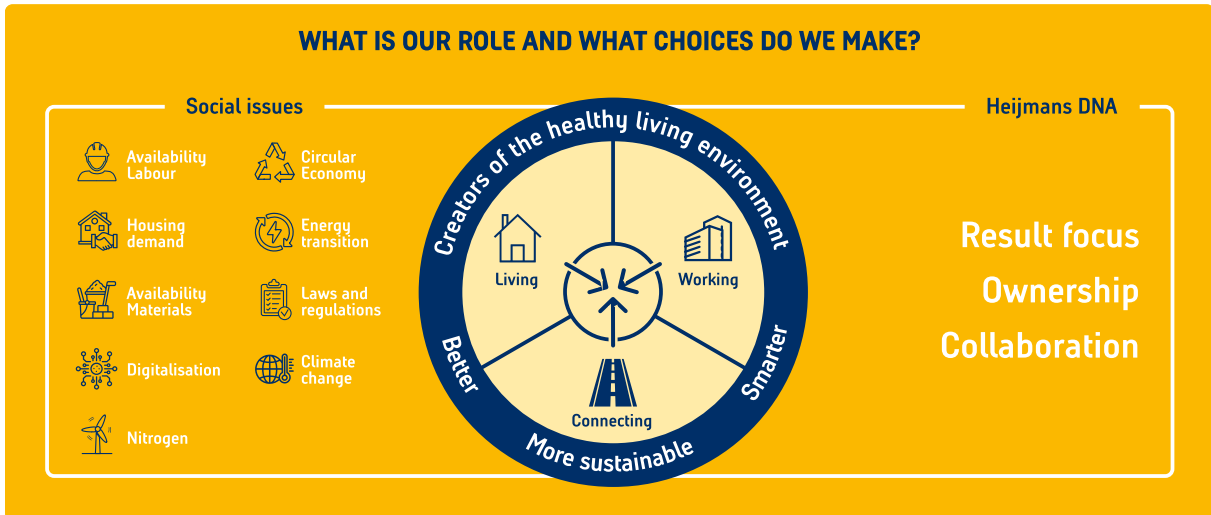 WHAT IS OUR ROLE AND WHAT CHOICES DO WE MAKE?
Social issues
Availability
Labour
Circular
Economy
Housing
demand
Energy
transition
Availability
Materials
Laws and
regulations
Digitalisation
Climate
change
Nitrogen
Creators of the healthy living environment
Living
Working
Connecting
Better
More sustainable
Smarter
Heijmans DNA
Result focus
Ownership
Collaboration